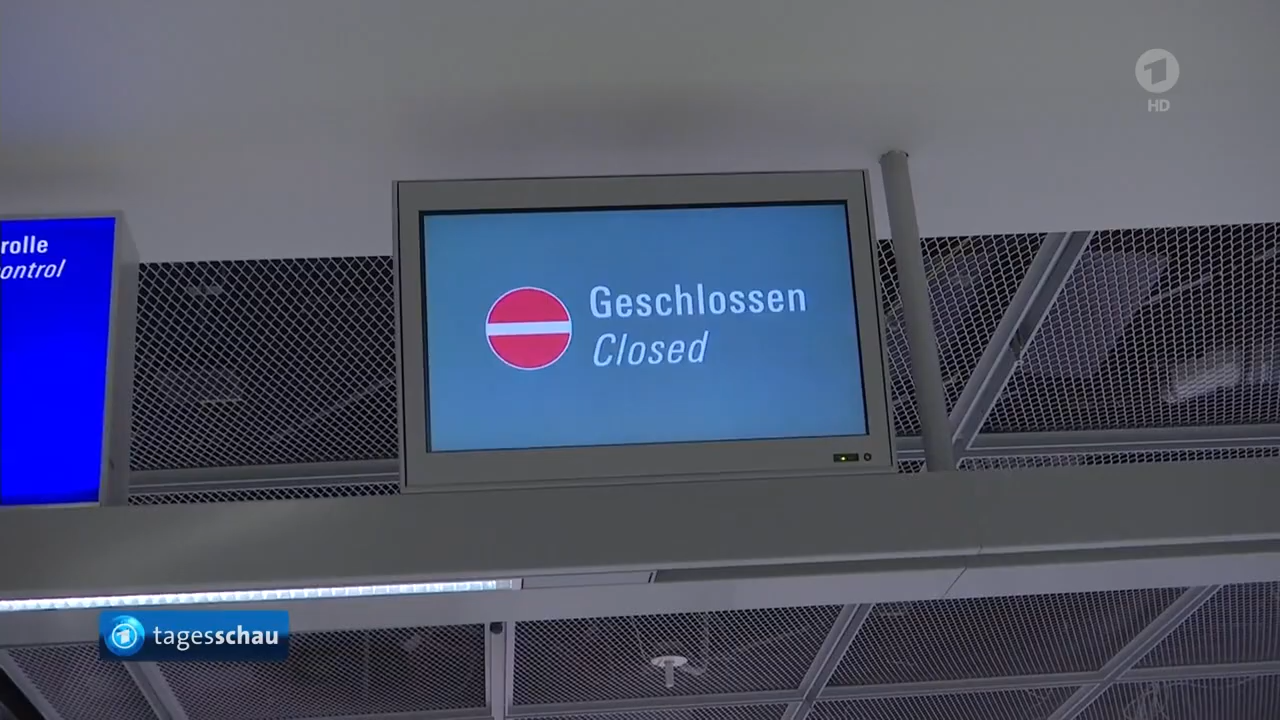 HD
rolle
ontrol
Geschlossen
Closed
tagesschau